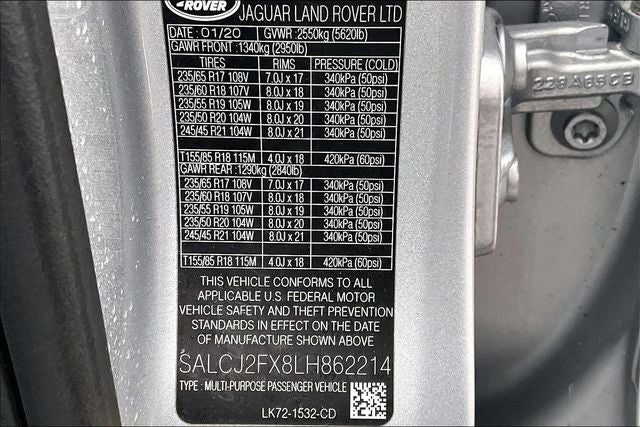 ROVER
JAGUAR LAND ROVER LTD
DATE : 01/20 GVWR :2550kg (5620lb)
GAWR FRONT :1340kg (2950lb)
TIRES RIMS PRESSURE (COLD)
235/65 R17 108V 7.0J x 17 340kPa (50psi)
235/60 R18 107V 8.0J x 18 340kPa (50psi)
235/55 R19 105W 8.0J x 19 340kPa (50psi)
235/50 R20 104W 8.0J x 20 340kPa (50psi)
245/45 R21 104W 8.0J x 21 340kPa (50psi)
T155/85 R18 115M 4.0J x 18 420kPa (60psi)
GAWR REAR :1290kg (2840lb)
235/65 R17 108V 7.0J x 17 340kPa (50psi)
235/60 R18 107V 8.0J x 18 340kPa (50psi)
235/55 R19 105W 8.0J x 19 340kPa (50psi)
235/50 R20 104W 8.0J x 20 340kPa (50psi)
245/45 R21 104W 8.0J x 21 340kPa (50psi)
T155/85 R18 115M 4.0J x 18 420kPa (60psi)
THIS VEHICLE CONFORMS TO ALL
APPLICABLE U.S. FEDERAL MOTOR
VEHICLE SAFETY AND THEFT PREVENTION
STANDARDS IN EFFECT ON THE DATE
OF MANUFACTURE SHOWN ABOVE.
SALCJ2FX8LH862214
TYPE : MULTI-PURPOSE PASSENGER VEHICLE
LK72-1532-CD